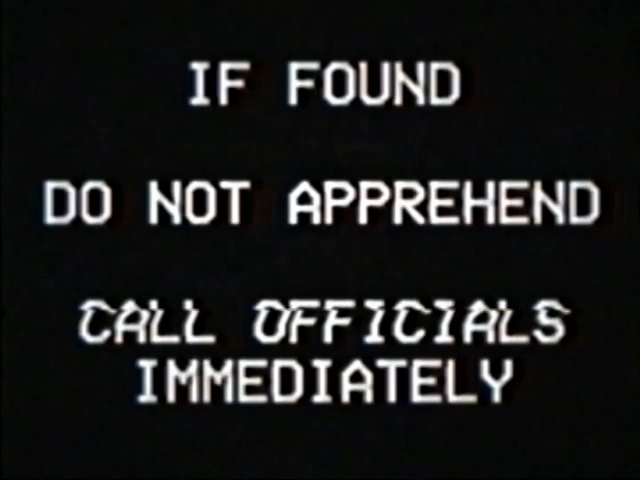 IF FOUND
DO NOT APPREHEND
CALL OFFICIALS
IMMEDIATELY